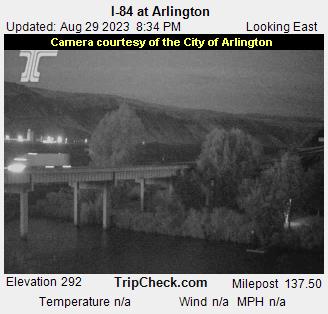 I-84 at Arlington
Updated: Aug 29 2023 8:34 PM Looking East
Camera courtesy of the City of Arlington
Elevation 292 TripCheck.com Milepost 137.50
Temperature n/a Wind n/a MPH n/a